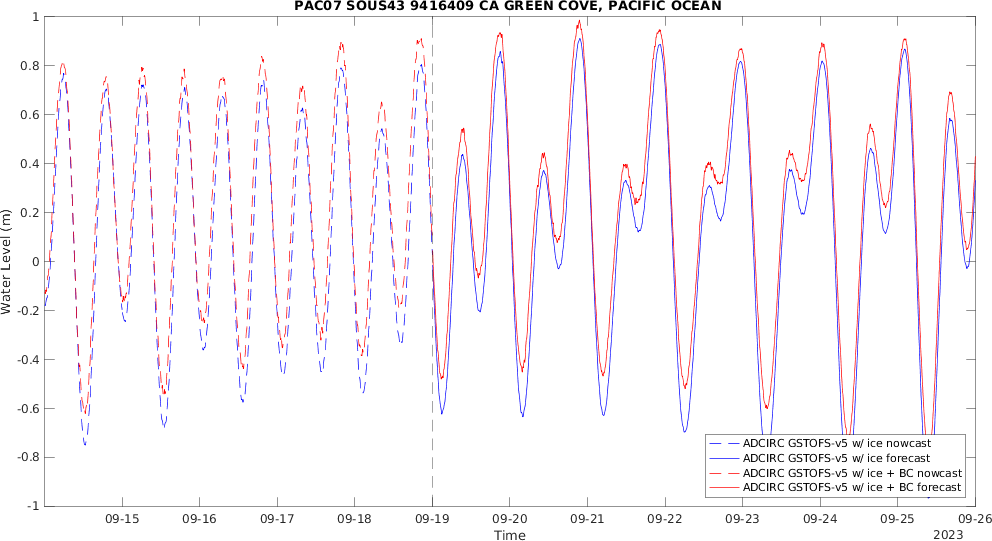 PAC07 SOUS43 9416409 CA GREEN COVE, PACIFIC OCEAN
1
0.8
0.6
0.4
0.2
0
-0.2
-0.4
-0.6
-0.8
-1
Water Level (m)
ADCIRC GSTOFS-v5 w/ ice nowcast
ADCIRC GSTOFS-v5 w/ ice forecast
ADCIRC GSTOFS-v5 w/ ice + BC nowcast
ADCIRC GSTOFS-v5 w/ ice + BC forecast
09-15 09-16 09-17 09-18 09-19 09-20 09-21 09-22 09-23 09-24 09-25 09-26
Time
2023